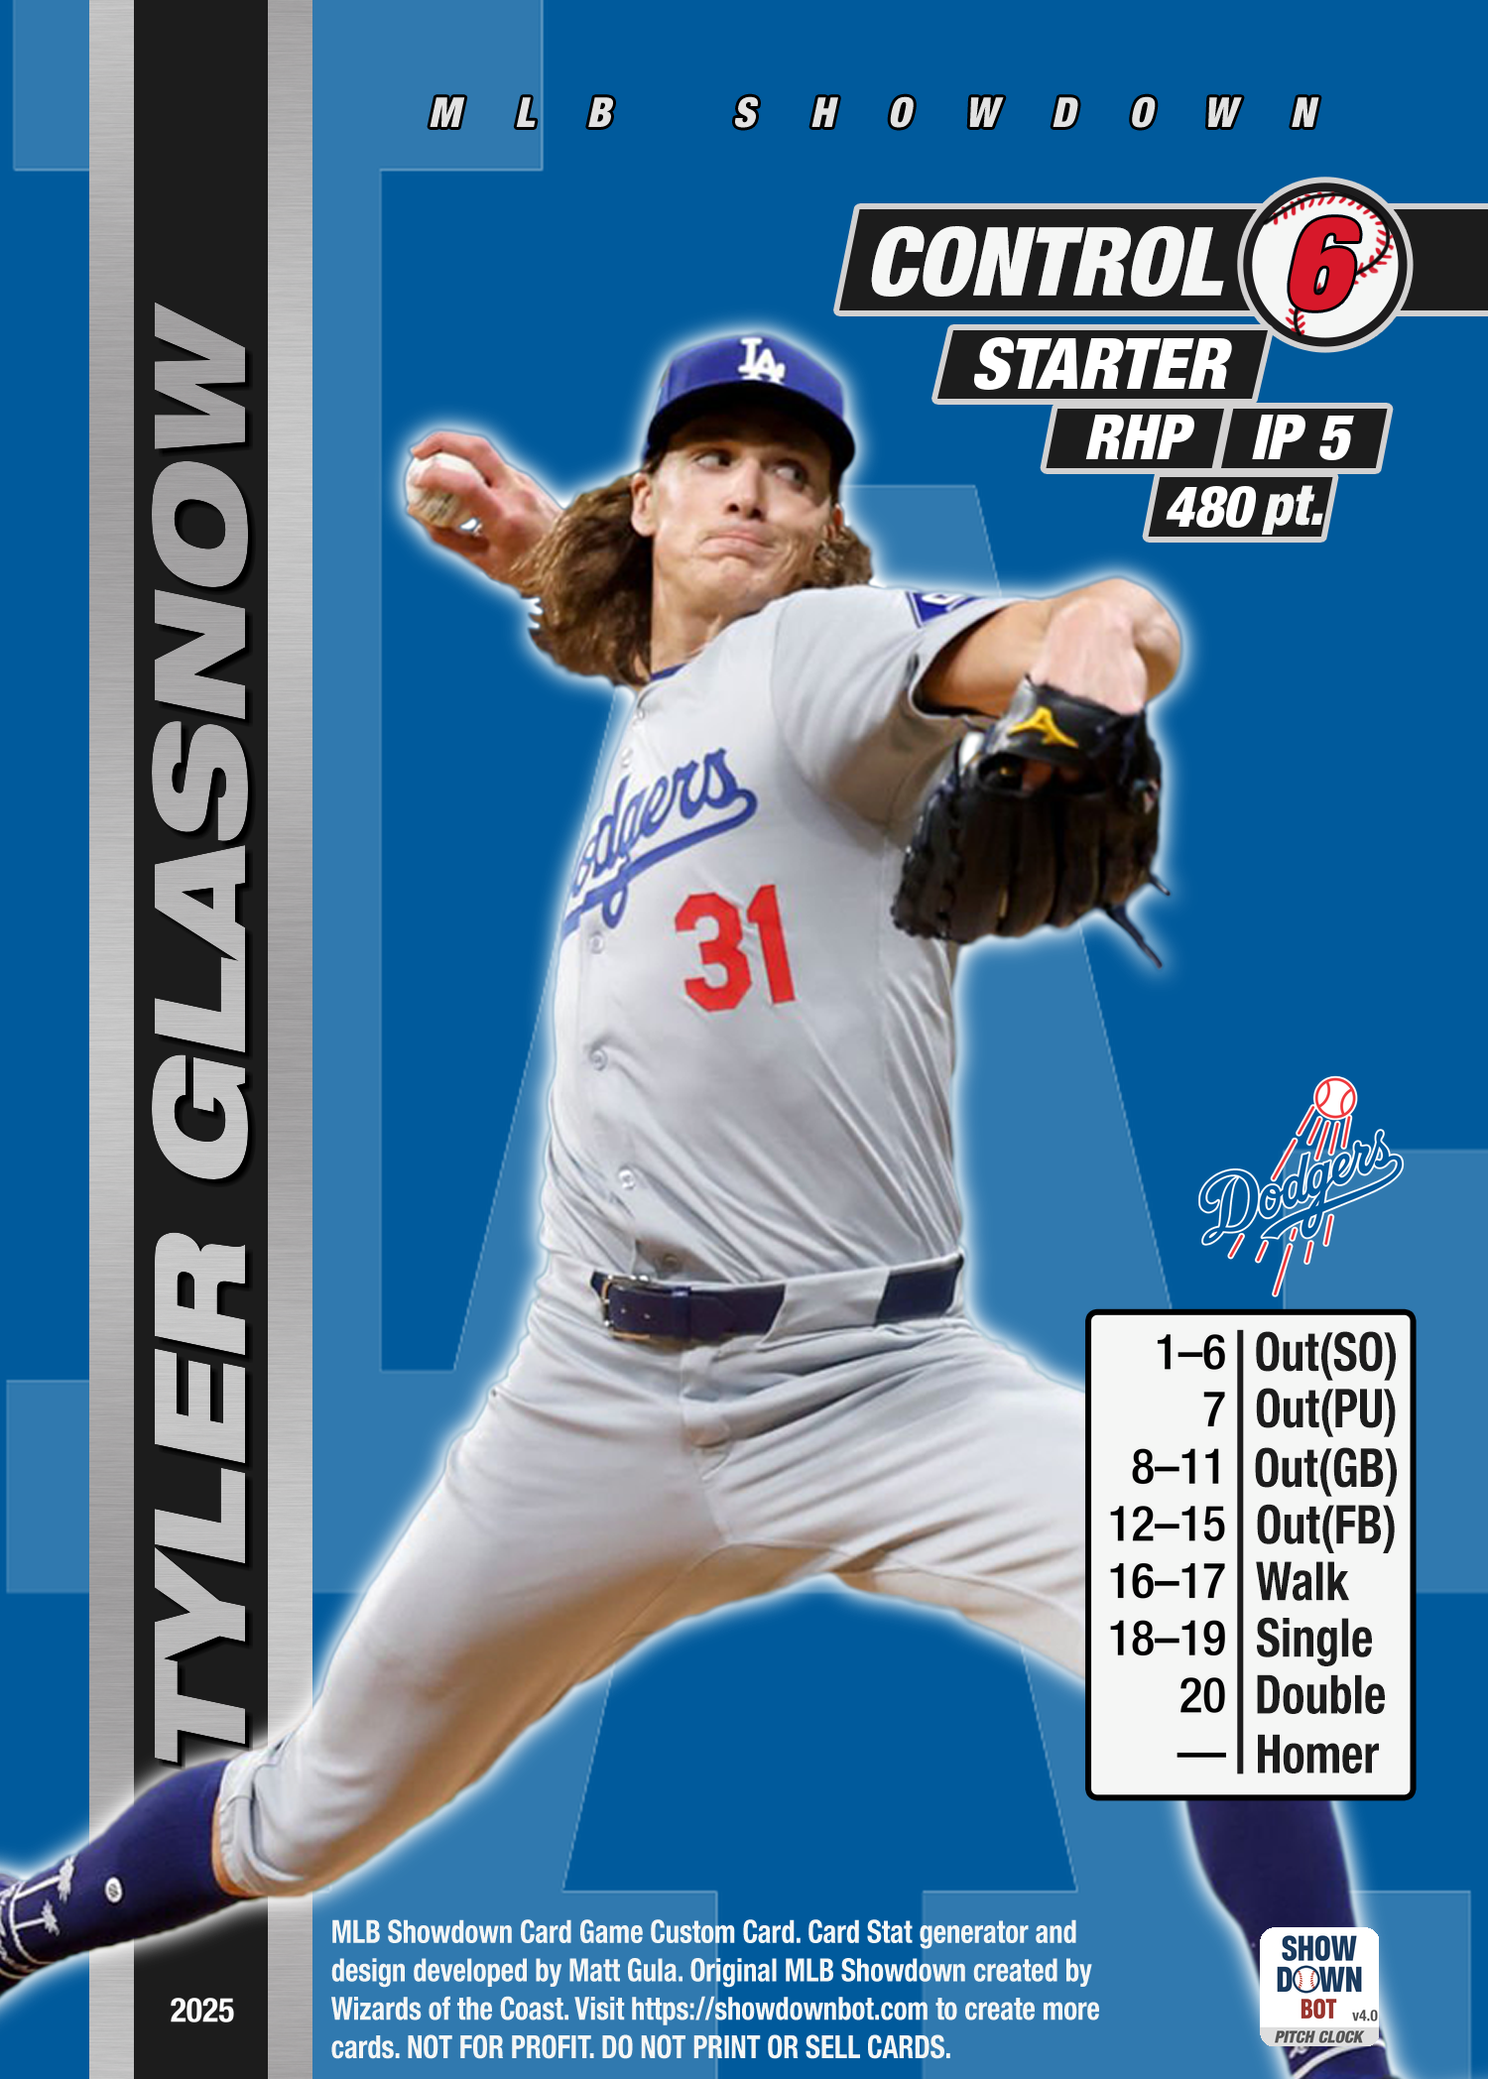 MLB SHOWDOWN
CONTROL 6
STARTER
RHP IP 5
480 pt.
TYLER GLASNOW
LA
Dodgers
31
Dodgers
1–6 Out(SO)
7 Out(PU)
8–11 Out(GB)
12–15 Out(FB)
16–17 Walk
18–19 Single
20 Double
— Homer
MLB Showdown Card Game Custom Card. Card Stat generator and
design developed by Matt Gula. Original MLB Showdown created by
Wizards of the Coast. Visit https://showdownbot.com to create more
cards. NOT FOR PROFIT. DO NOT PRINT OR SELL CARDS.
2025
SHOW
DOWN
BOT v4.0
PITCH CLOCK